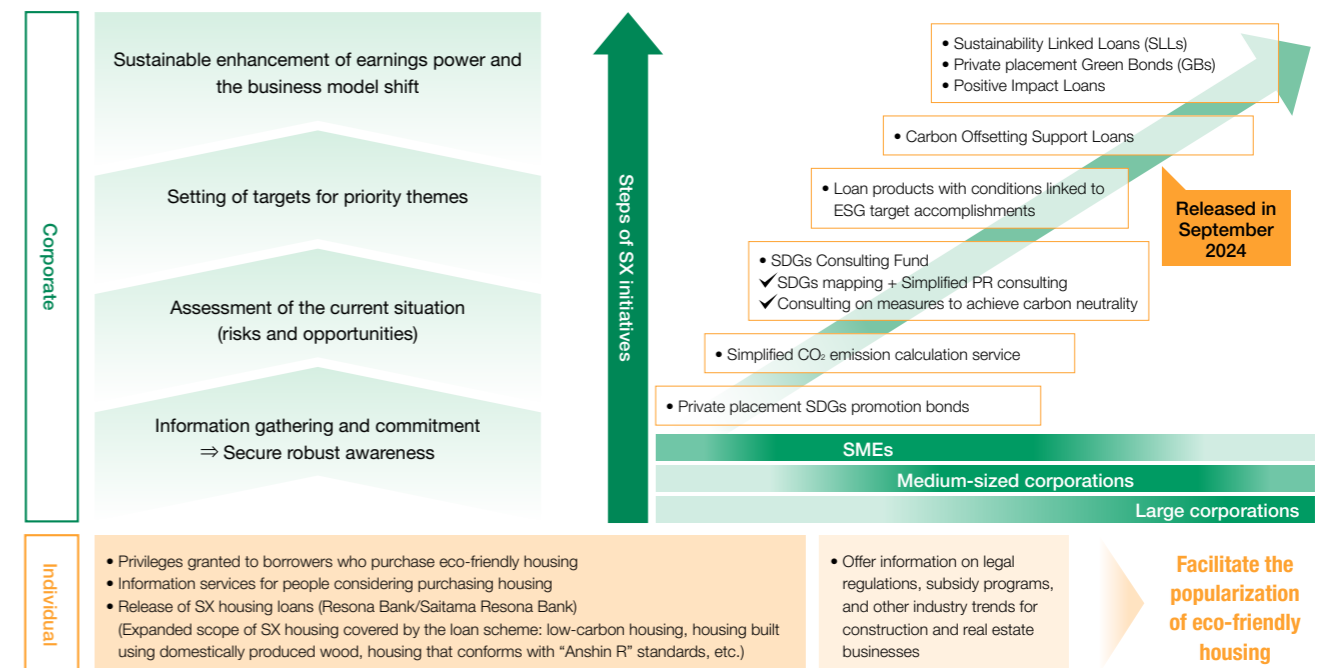 Corporate
Sustainable enhancement of earnings power and
the business model shift
Setting of targets for priority themes
Assessment of the current situation
(risks and opportunities)
Information gathering and commitment
⇒ Secure robust awareness
Steps of SX initiatives
• Sustainability Linked Loans (SLLs)
• Private placement Green Bonds (GBs)
• Positive Impact Loans
• Carbon Offsetting Support Loans
Released in
September
2024
• Loan products with conditions linked to
ESG target accomplishments
• SDGs Consulting Fund
✓SDGs mapping + Simplified PR consulting
✓Consulting on measures to achieve carbon neutrality
• Simplified CO₂ emission calculation service
• Private placement SDGs promotion bonds
SMEs
Medium-sized corporations
Large corporations
Individual
• Privileges granted to borrowers who purchase eco-friendly housing
• Information services for people considering purchasing housing
• Release of SX housing loans (Resona Bank/Saitama Resona Bank)
(Expanded scope of SX housing covered by the loan scheme: low-carbon housing, housing built
using domestically produced wood, housing that conforms with “Anshin R” standards, etc.)
• Offer information on legal
regulations, subsidy programs,
and other industry trends for
construction and real estate
businesses
Facilitate the
popularization
of eco-friendly
housing